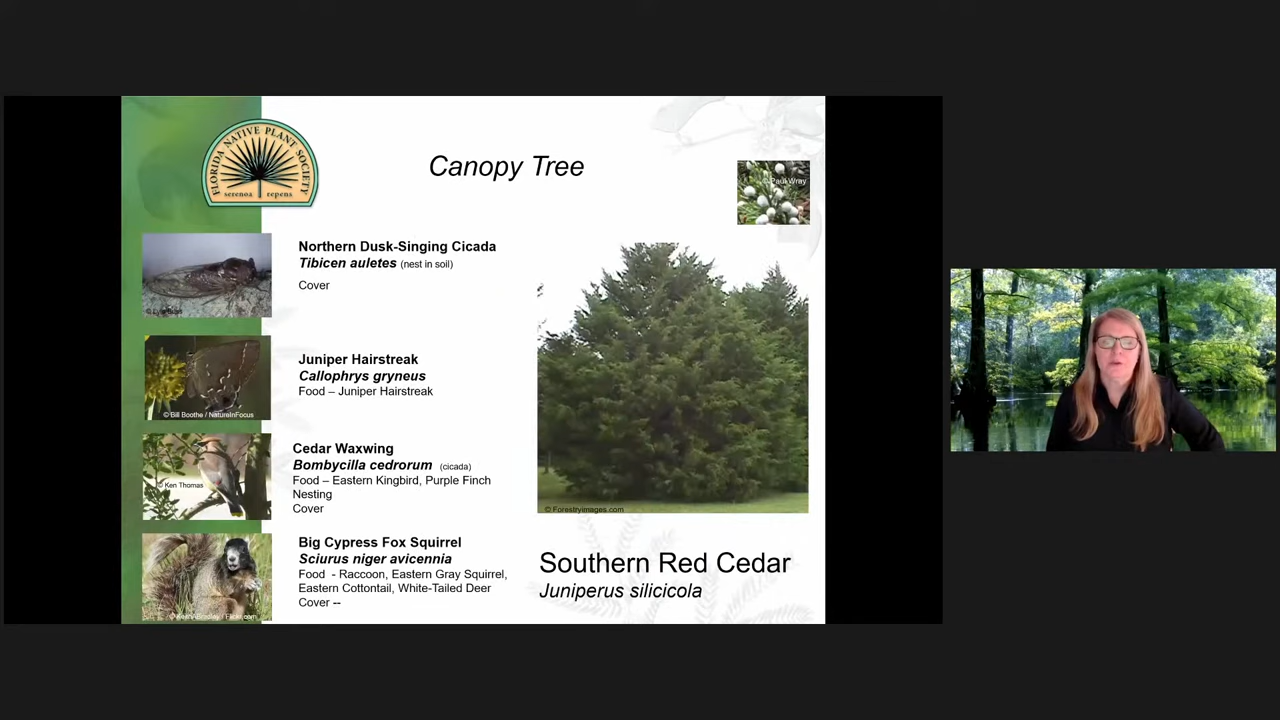 FLORIDA NATIVE PLANT SOCIETY
serenoa repens
Canopy Tree
© Paul Wray
Northern Dusk-Singing Cicada
Tibicen auletes (nest in soil)
Cover
Juniper Hairstreak
Callophrys gryneus
Food – Juniper Hairstreak
© Bill Boothe / NatureInFocus
Cedar Waxwing
Bombycilla cedrorum (cicada)
Food – Eastern Kingbird, Purple Finch
Nesting
Cover
© Ken Thomas
Big Cypress Fox Squirrel
Sciurus niger avicennia
Food - Raccoon, Eastern Gray Squirrel,
Eastern Cottontail, White-Tailed Deer
Cover --
© Forestryimages.com
Southern Red Cedar
Juniperus silicicola